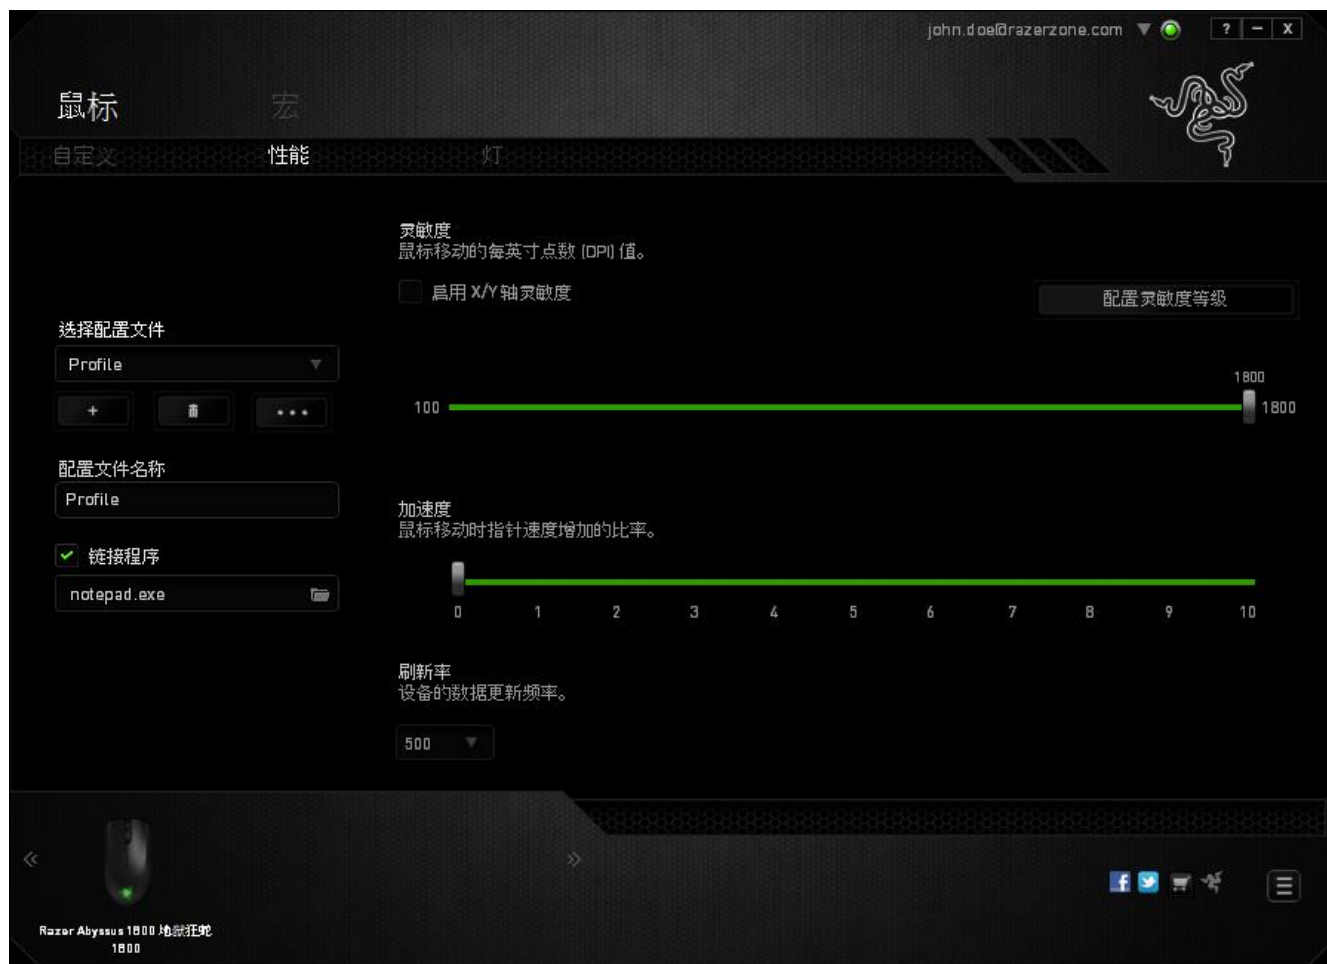 john.doe@razerzone.com
? – X
鼠标
宏
自定义
性能
灯
灵敏度
鼠标移动的每英寸点数 (DPI) 值。
启用 X/Y 轴灵敏度
配置灵敏度等级
选择配置文件
Profile
+
1800
100
1800
配置文件名称
Profile
加速度
鼠标移动时指针速度增加的比率。
链接程序
notepad.exe
0 1 2 3 4 5 6 7 8 9 10
刷新率
设备的数据更新频率。
500
Razer Abyssus 1800 地狱狂蛇
1800